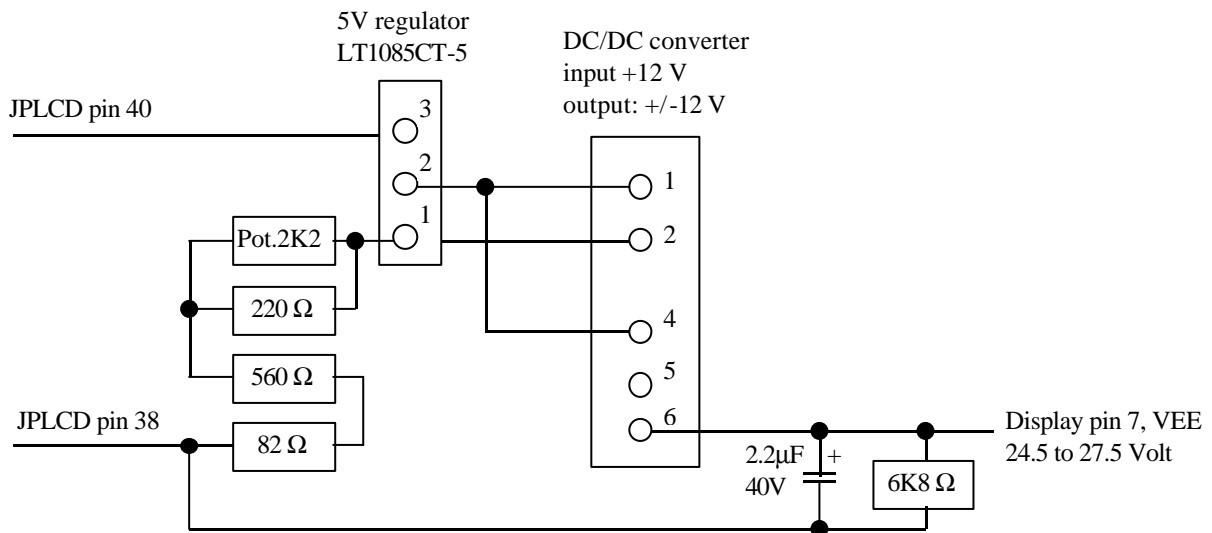 5V regulator
LT1085CT-5
DC/DC converter
input +12 V
output: +/-12 V
JPLCD pin 40
3
2
1
1
2
4
5
6
Pot.2K2
220 Ω
560 Ω
82 Ω
JPLCD pin 38
2.2µF
40V
+
6K8 Ω
Display pin 7, VEE
24.5 to 27.5 Volt